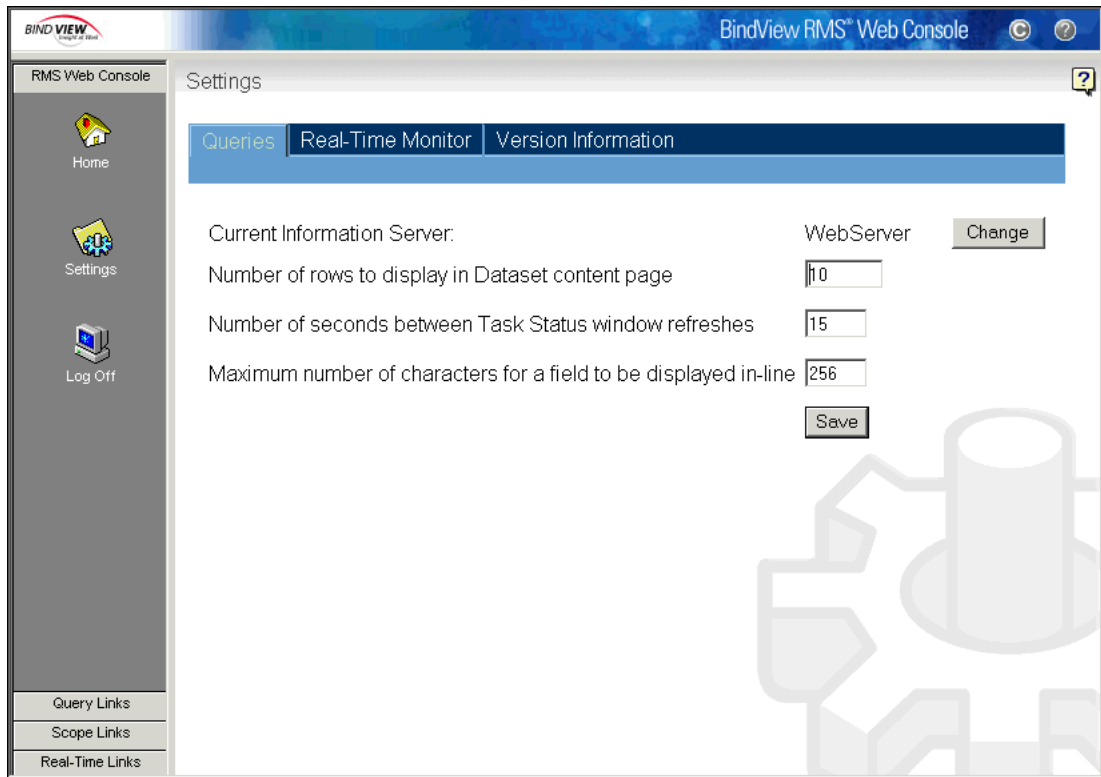 BIND VIEW
Insight at Work
BindView RMS® Web Console
©
?
RMS Web Console
Settings
?
Home
Queries
Real-Time Monitor
Version Information
Current Information Server:
WebServer
Change
Settings
Number of rows to display in Dataset content page
10
Number of seconds between Task Status window refreshes
15
Log Off
Maximum number of characters for a field to be displayed in-line
256
Save
Query Links
Scope Links
Real-Time Links